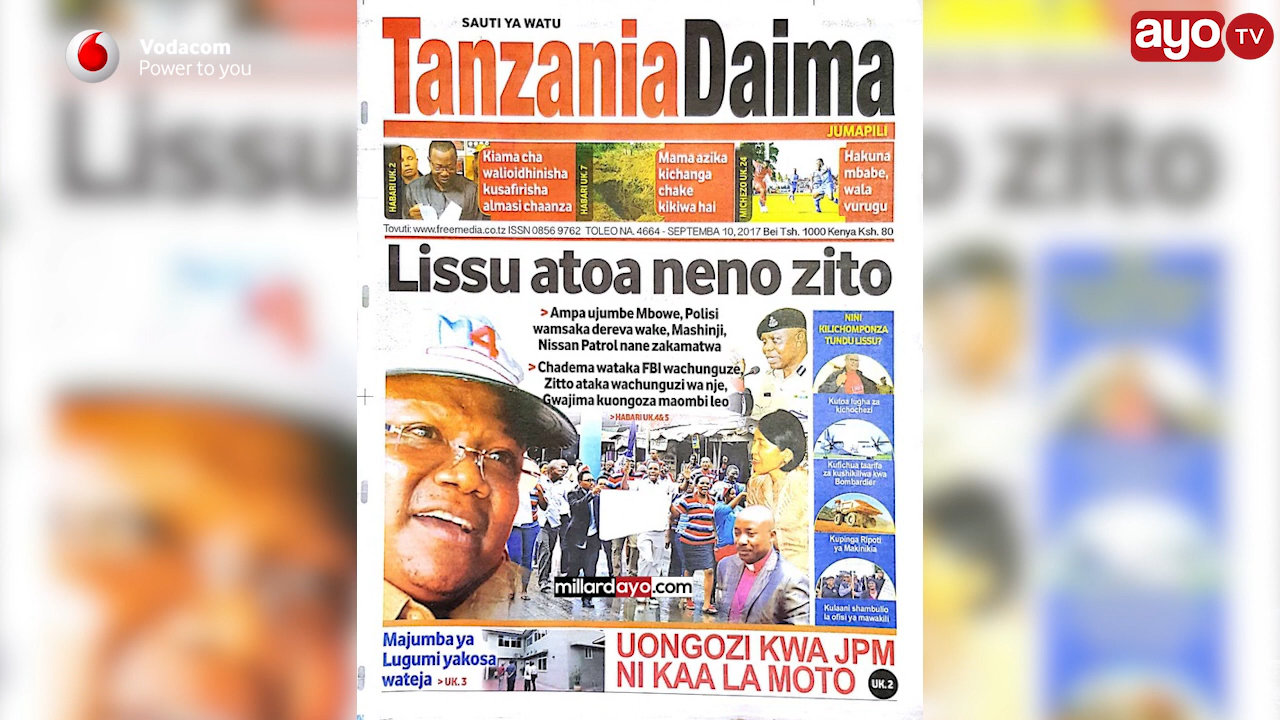 Vodacom
Power to you
ayo TV
SAUTI YA WATU
TanzaniaDaima
JUMAPILI
HABARI UK.2
Kiama cha
walioidhinisha
kusafirisha
almasi chaanza
HABARI UK.7
Mama azika
kichanga
chake
kikiwa hai
MICHEZO UK.24
Hakuna
mbabe,
wala
vurugu
Tovuti: www.freemedia.co.tz ISSN 0856 9762 TOLEO NA. 4664 - SEPTEMBA 10, 2017 Bei Tsh. 1000 Kenya Ksh. 80
Lissu atoa neno zito
> Ampa ujumbe Mbowe, Polisi
wamsaka dereva wake, Mashinji,
Nissan Patrol nane zakamatwa
> Chadema wataka FBI wachunguze,
Zitto ataka wachunguzi wa nje,
Gwajima kuongoza maombi leo
> HABARI UK.4& 5
M4
NINI
KILICHOMPONZA
TUNDU LISSU?
Kutoa lugha za
kichochezi
Kufichua taarifa
za kushikiliwa kwa
Bombardier
Kupinga Ripoti
ya Makinikia
Kulaani shambulio
la ofisi ya mawakili
millardayo.com
Majumba ya
Lugumi yakosa
wateja > UK. 3
UONGOZI KWA JPM
NI KAA LA MOTO
UK. 2